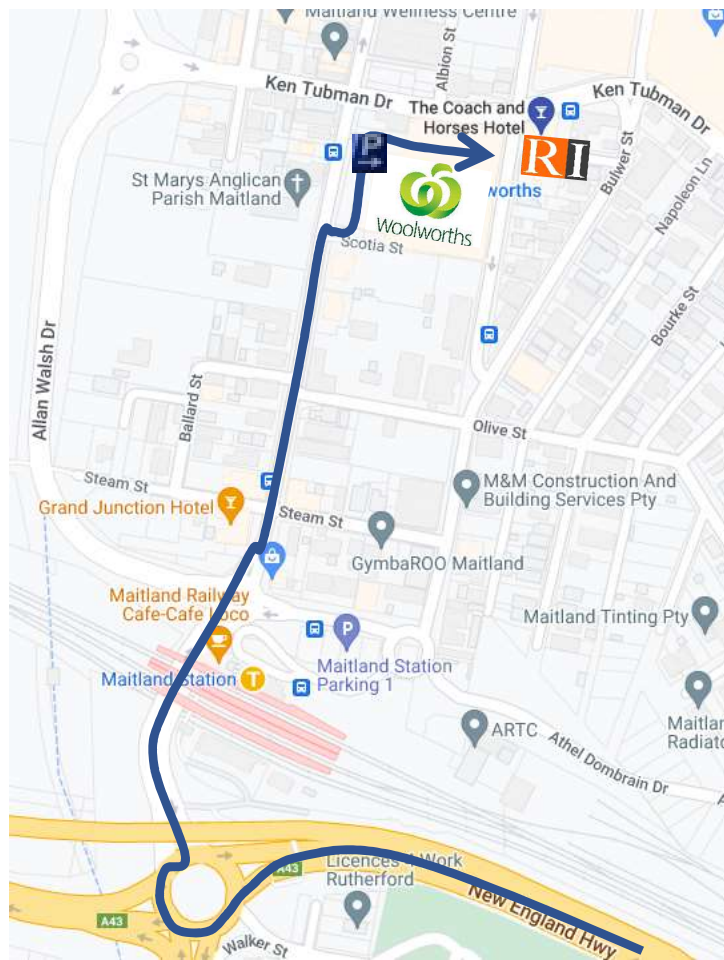 Maitland Wellness Centre
Albion St
Ken Tubman Dr
The Coach and
Horses Hotel
Ken Tubman Dr
P
RI
Bulwer St
Napoleon Ln
St Marys Anglican
Parish Maitland
worths
Woolworths
Scotia St
Bourke St
Allan Walsh Dr
Ballard St
Olive St
Steam St
M&M Construction And
Building Services Pty
Grand Junction Hotel
Steam St
GymbaROO Maitland
Maitland Railway
Cafe-Cafe Loco
Maitland Tinting Pty
P
Maitland Station
Parking 1
Maitland Station
T
ARTC
Maitlan
Radiato
Athel Dombrain Dr
A
Licences 4 Work
Rutherford
A43
New England Hwy
A43
Walker St